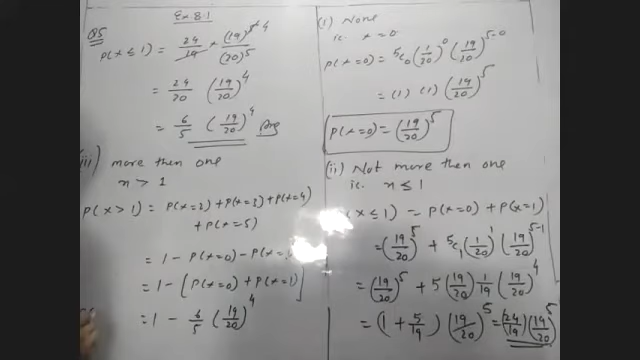 Ex 8.1
Q5
P(x ≤ 1) = 24/19 × (19)^5-4/(20)^5
= 24/20 (19/20)^4
= 6/5 (19/20)^4 Ans
(iii) more then one
n > 1
P(x > 1) = P(x=2) + P(x=3) + P(x=4)
+ P(x=5)
= 1 - P(x=0) - P(x=
= 1 - [P(x=0) + P(x=1)]
= 1 - 6/5 (19/20)^4
(i) None
ie. x = 0
P(x=0) = 5c0 (1/20)^0 (19/20)^5-0
= (1) (1) (19/20)^5
P(x=0) = (19/20)^5
(ii) Not more then one
ie. n ≤ 1
(x ≤ 1) = P(x=0) + P(x=1)
= (19/20)^5 + 5c1 (1/20)^1 (19/20)^5-1
= (19/20)^5 + 5 (19/20) 1/19 (19/20)^4
= (1 + 5/19) (19/20)^5 = (24/19) (19/20)^5